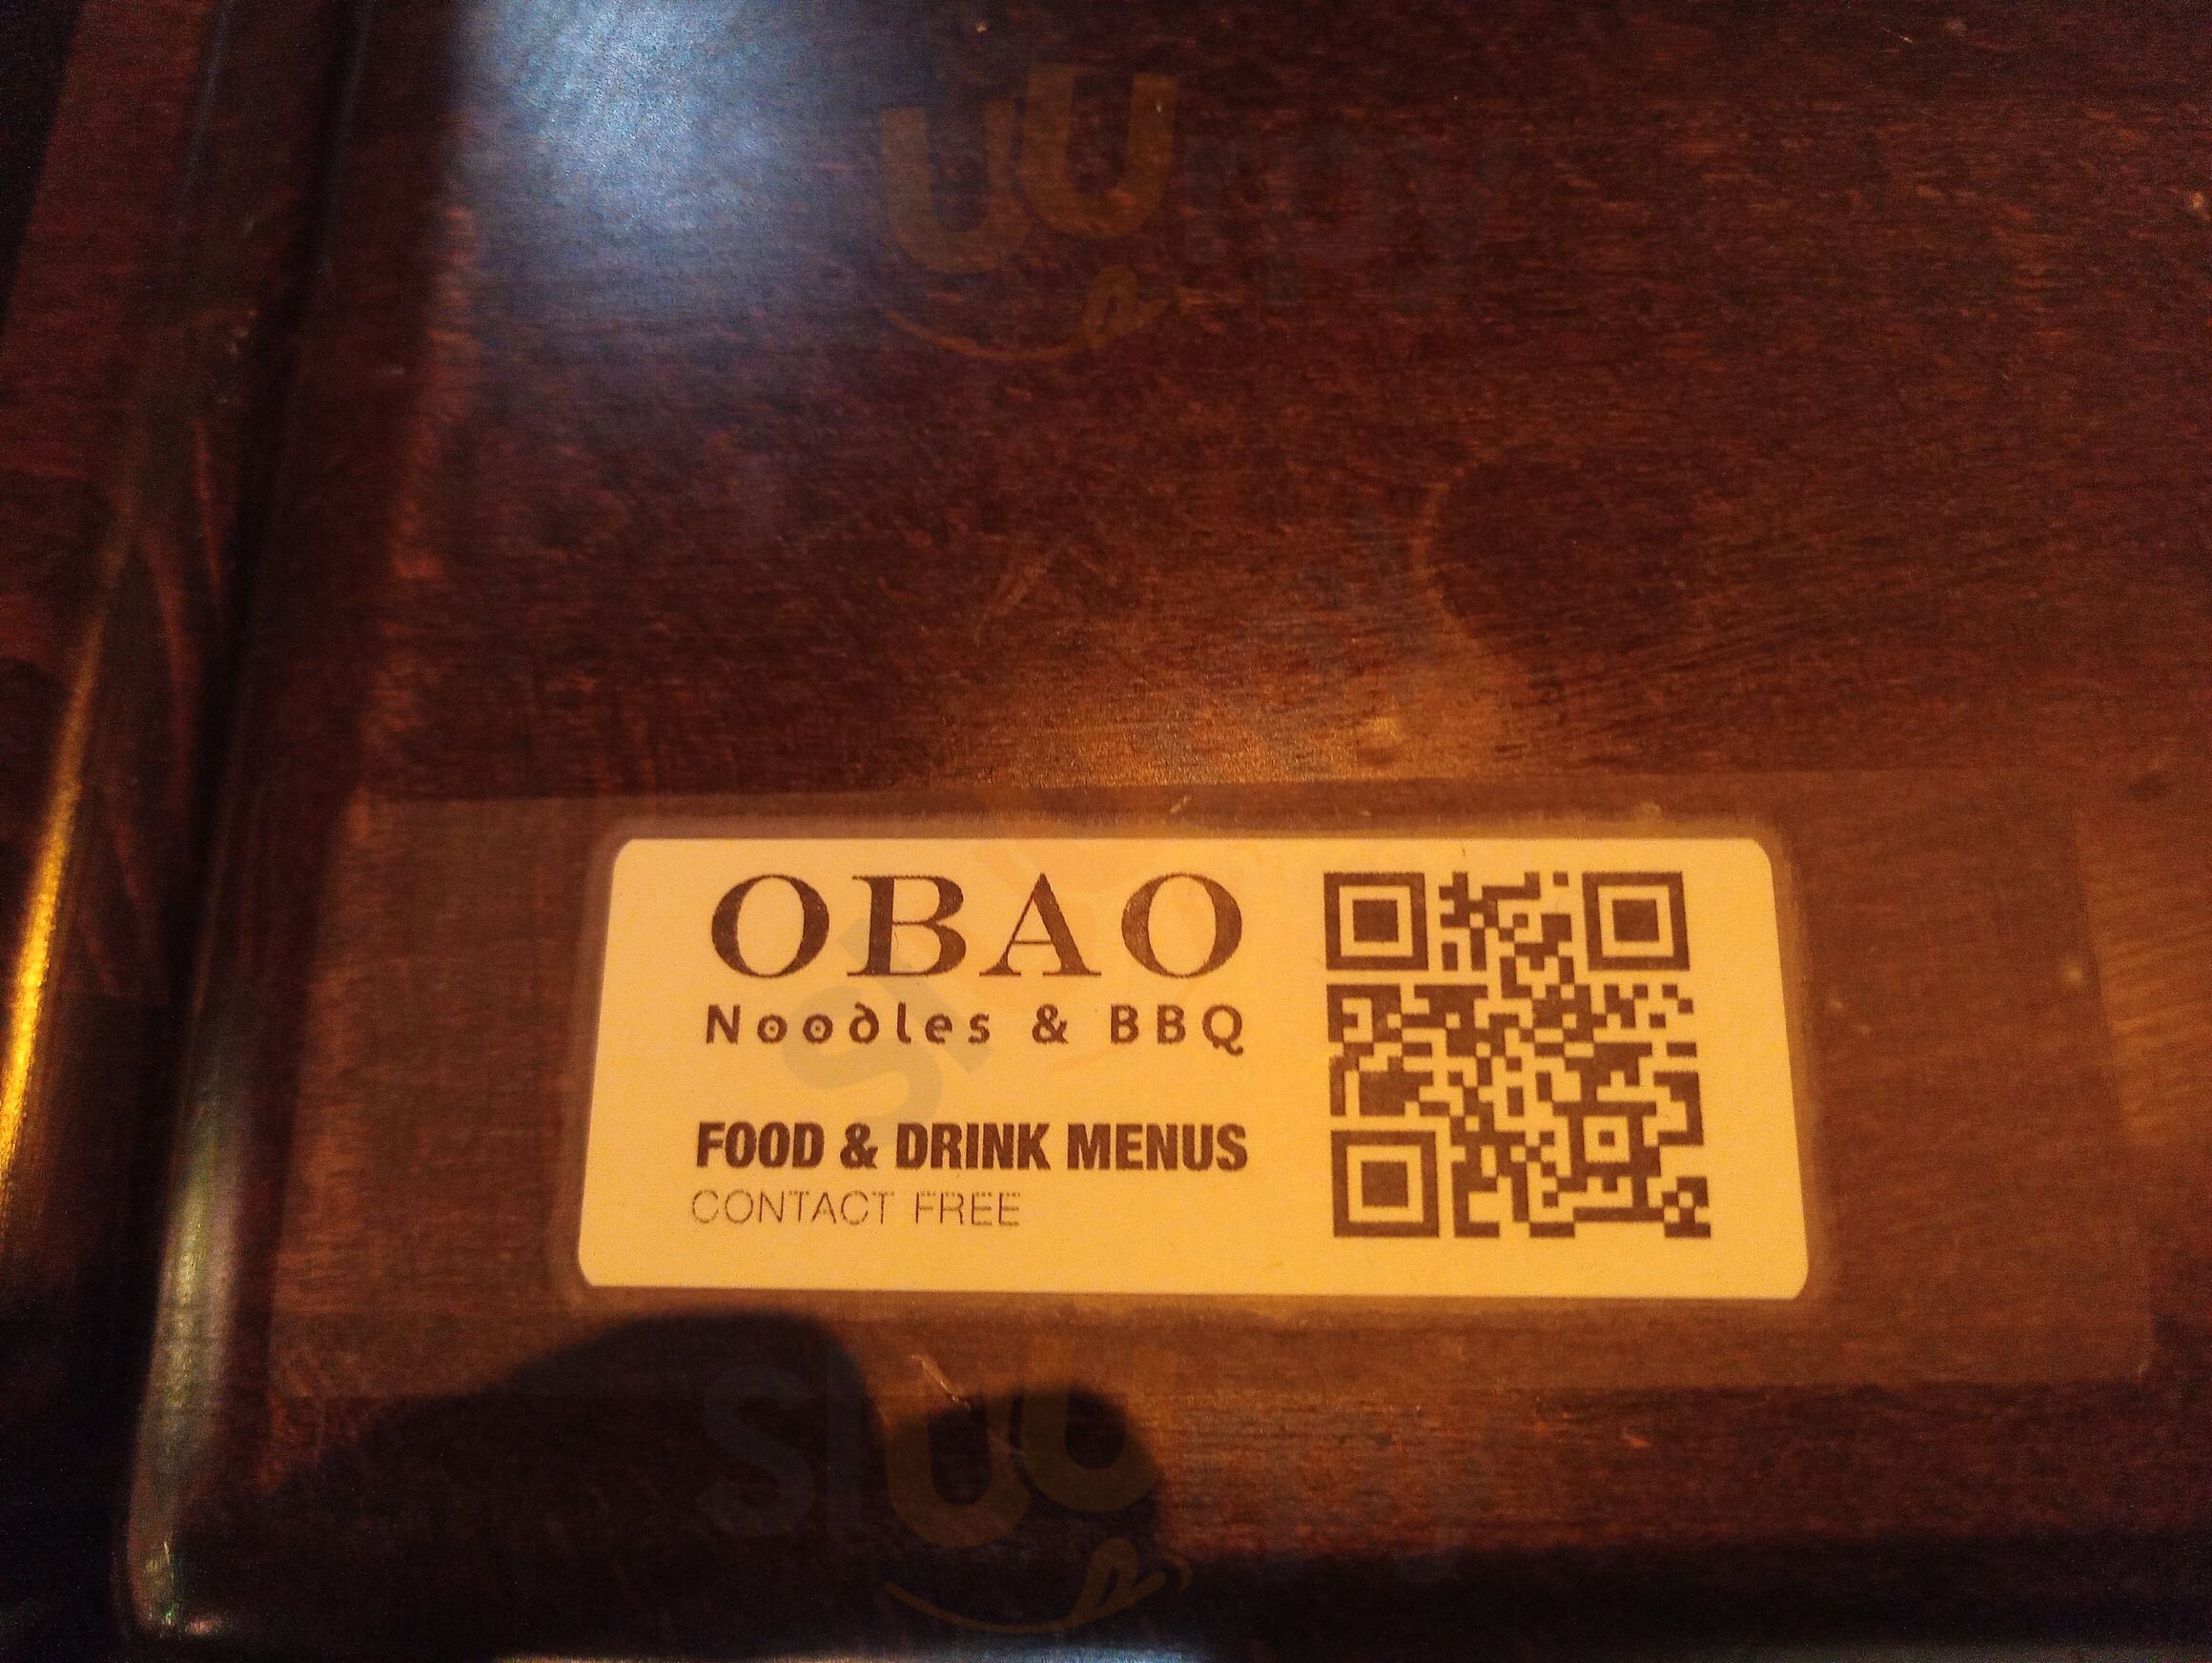 OBAO
Noodles & BBQ
FOOD & DRINK MENUS
CONTACT FREE